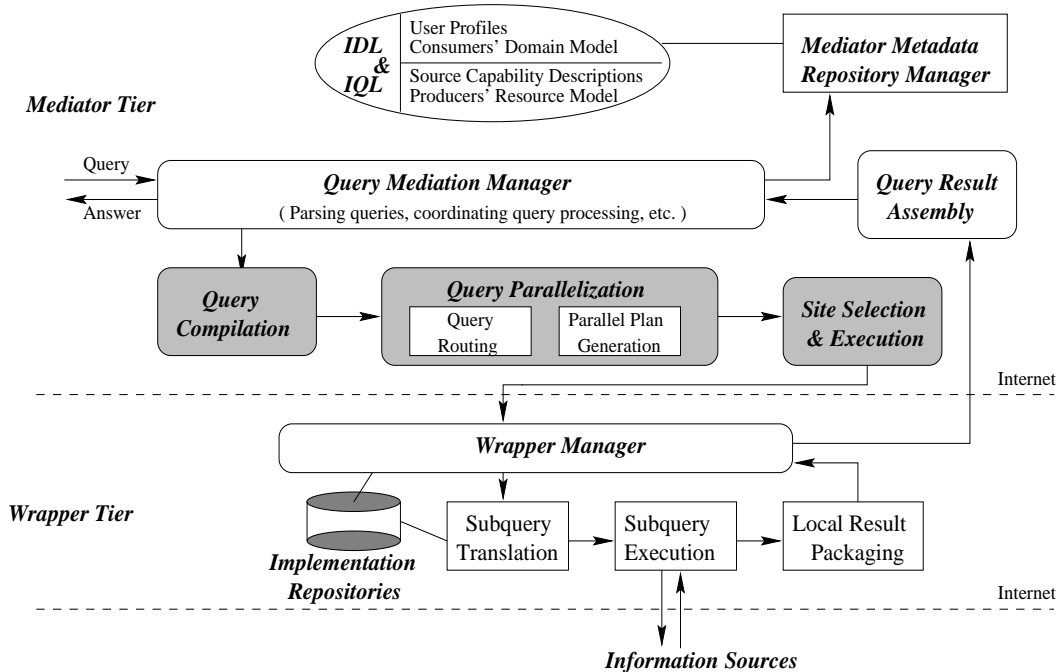 IDL
&
IQL
User Profiles
Consumers' Domain Model
Source Capability Descriptions
Producers' Resource Model
Mediator Metadata
Repository Manager
Mediator Tier
Query
Answer
Query Mediation Manager
( Parsing queries, coordinating query processing, etc. )
Query Result
Assembly
Query
Compilation
Query Parallelization
Query
Routing
Parallel Plan
Generation
Site Selection
& Execution
Internet
Wrapper Manager
Wrapper Tier
Implementation
Repositories
Subquery
Translation
Subquery
Execution
Local Result
Packaging
Internet
Information Sources